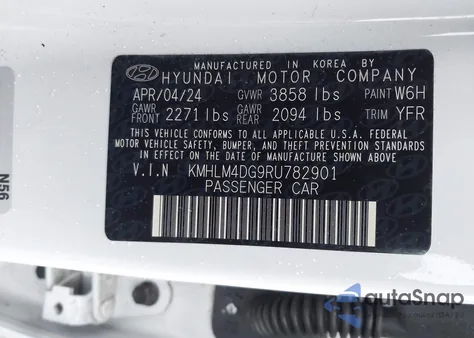 MANUFACTURED IN KOREA BY
HYUNDAI MOTOR COMPANY
APR/04/24 GVWR 3858 lbs PAINT W6H
GAWR FRONT 2271 lbs GAWR REAR 2094 lbs TRIM YFR
THIS VEHICLE CONFORMS TO ALL APPLICABLE U.S.A. FEDERAL
MOTOR VEHICLE SAFETY, BUMPER, AND THEFT PREVENTION
STANDARDS IN EFFECT ON THE DATE OF MANUFACTURE SHOWN ABOVE.
V.I.N KMHLM4DG9RU782901
PASSENGER CAR
N56
autoSnap